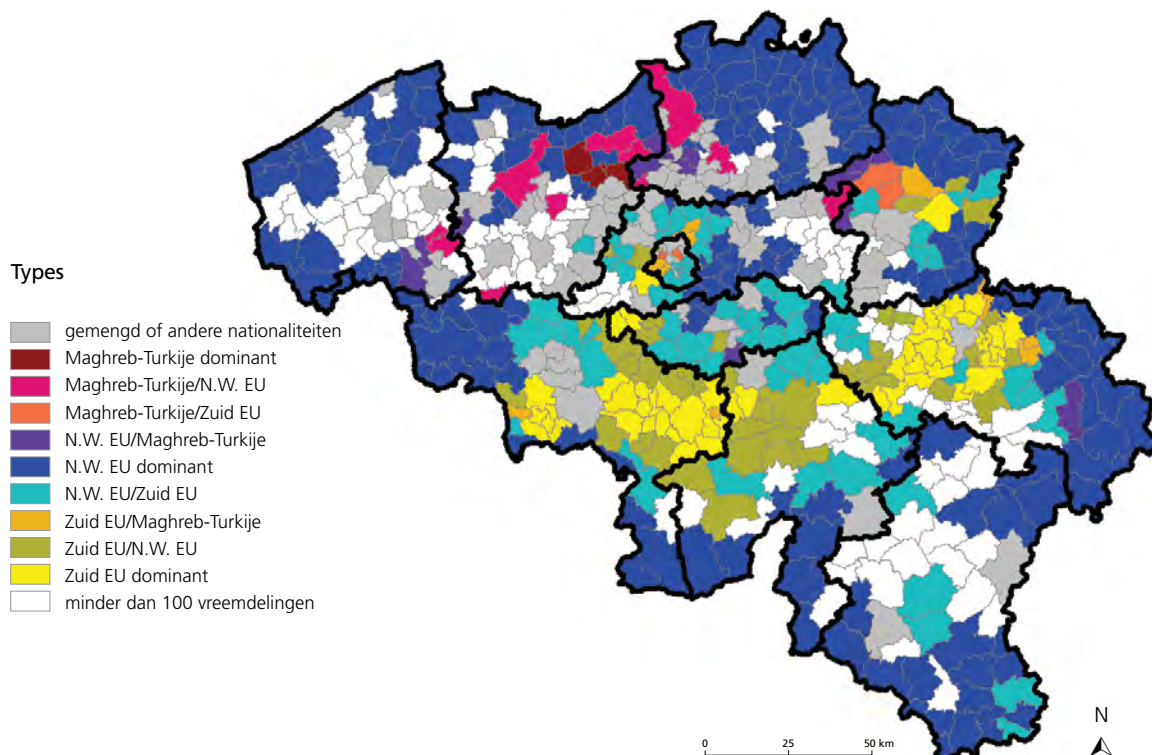 Types
gemengd of andere nationaliteiten
Maghreb-Turkije dominant
Maghreb-Turkije/N.W. EU
Maghreb-Turkije/Zuid EU
N.W. EU/Maghreb-Turkije
N.W. EU dominant
N.W. EU/Zuid EU
Zuid EU/Maghreb-Turkije
Zuid EU/N.W. EU
Zuid EU dominant
minder dan 100 vreemdelingen
0 25 50 km
N